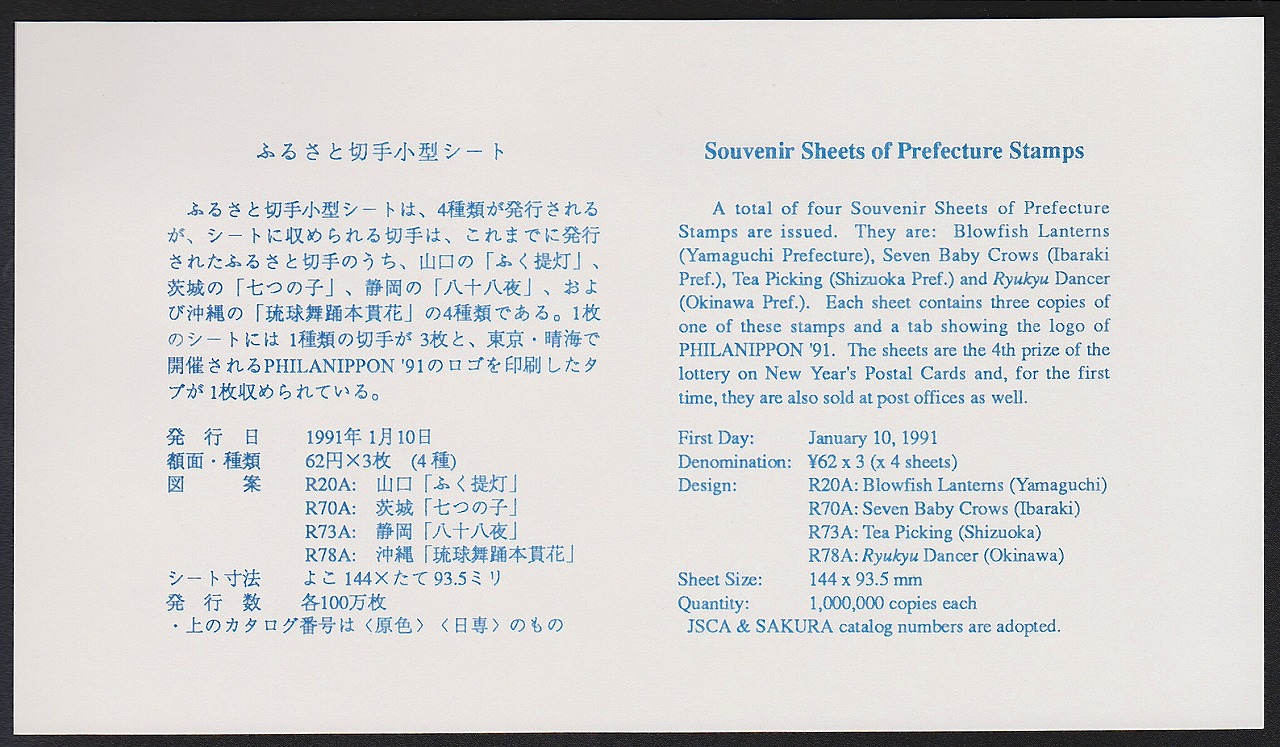 ふるさと切手小型シート
ふるさと切手小型シートは、4種類が発行される
が、シートに収められる切手は、これまでに発行
されたふるさと切手のうち、山口の「ふく提灯」、
茨城の「七つの子」、静岡の「八十八夜」、およ
び沖縄の「琉球舞踊本貫花」の4種類である。1枚
のシートには 1種類の切手が 3枚と、東京・晴海で
開催されるPHILANIPPON '91のロゴを印刷したタ
ブが 1枚収められている。
発 行 日 1991年 1月10日
額面・種類 62円×3枚 (4 種)
図 案 R20A: 山口「ふく提灯」
R70A: 茨城「七つの子」
R73A: 静岡「八十八夜」
R78A: 沖縄「琉球舞踊本貫花」
シート寸法 よこ 144×たて 93.5ミリ
発 行 数 各100万枚
・上のカタログ番号は〈原色〉〈日専〉のもの
Souvenir Sheets of Prefecture Stamps
A total of four Souvenir Sheets of Prefecture
Stamps are issued. They are: Blowfish Lanterns
(Yamaguchi Prefecture), Seven Baby Crows (Ibaraki
Pref.), Tea Picking (Shizuoka Pref.) and Ryukyu Dancer
(Okinawa Pref.). Each sheet contains three copies of
one of these stamps and a tab showing the logo of
PHILANIPPON '91. The sheets are the 4th prize of the
lottery on New Year's Postal Cards and, for the first
time, they are also sold at post offices as well.
First Day: January 10, 1991
Denomination: ¥62 x 3 (x 4 sheets)
Design: R20A: Blowfish Lanterns (Yamaguchi)
R70A: Seven Baby Crows (Ibaraki)
R73A: Tea Picking (Shizuoka)
R78A: Ryukyu Dancer (Okinawa)
Sheet Size: 144 x 93.5 mm
Quantity: 1,000,000 copies each
JSCA & SAKURA catalog numbers are adopted.